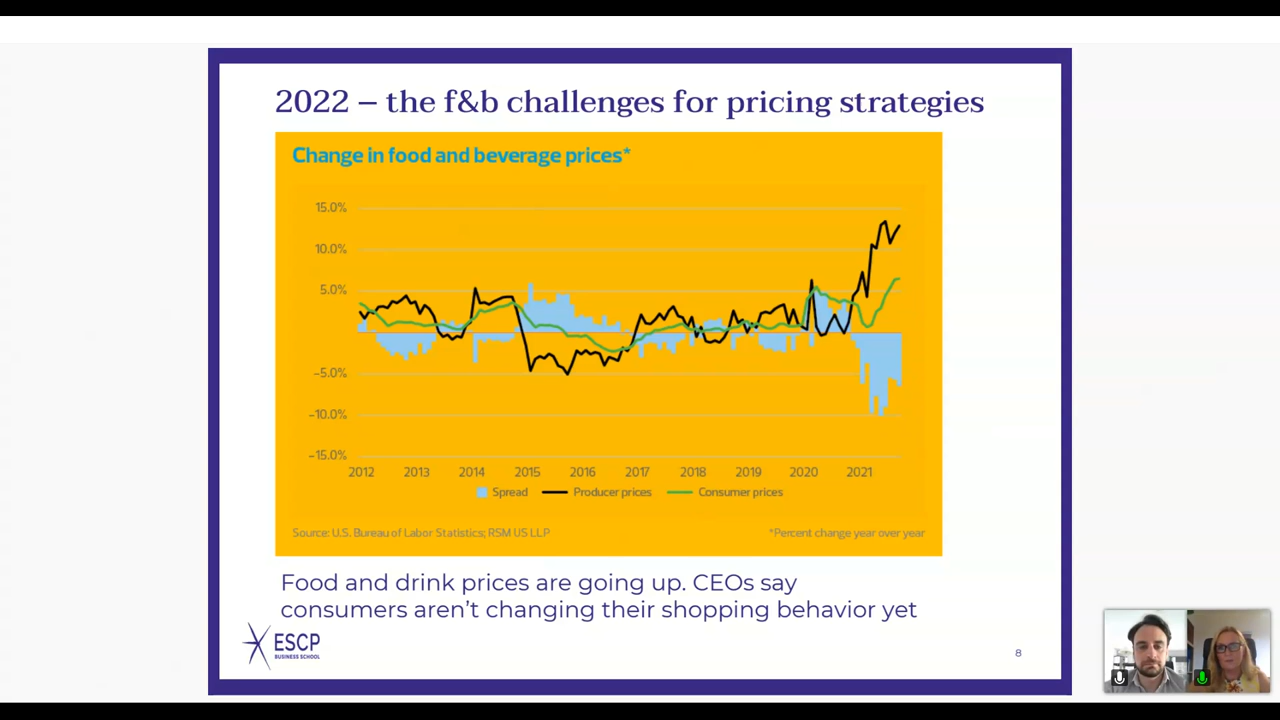 2022 – the f&b challenges for pricing strategies
Change in food and beverage prices*
15.0%
10.0%
5.0%
–5.0%
–10.0%
–15.0%
2012 2013 2014 2015 2016 2017 2018 2019 2020 2021
Spread Producer prices Consumer prices
Source: U.S. Bureau of Labor Statistics; RSM US LLP *Percent change year over year
Food and drink prices are going up. CEOs say
consumers aren't changing their shopping behavior yet
ESCP
BUSINESS SCHOOL
8